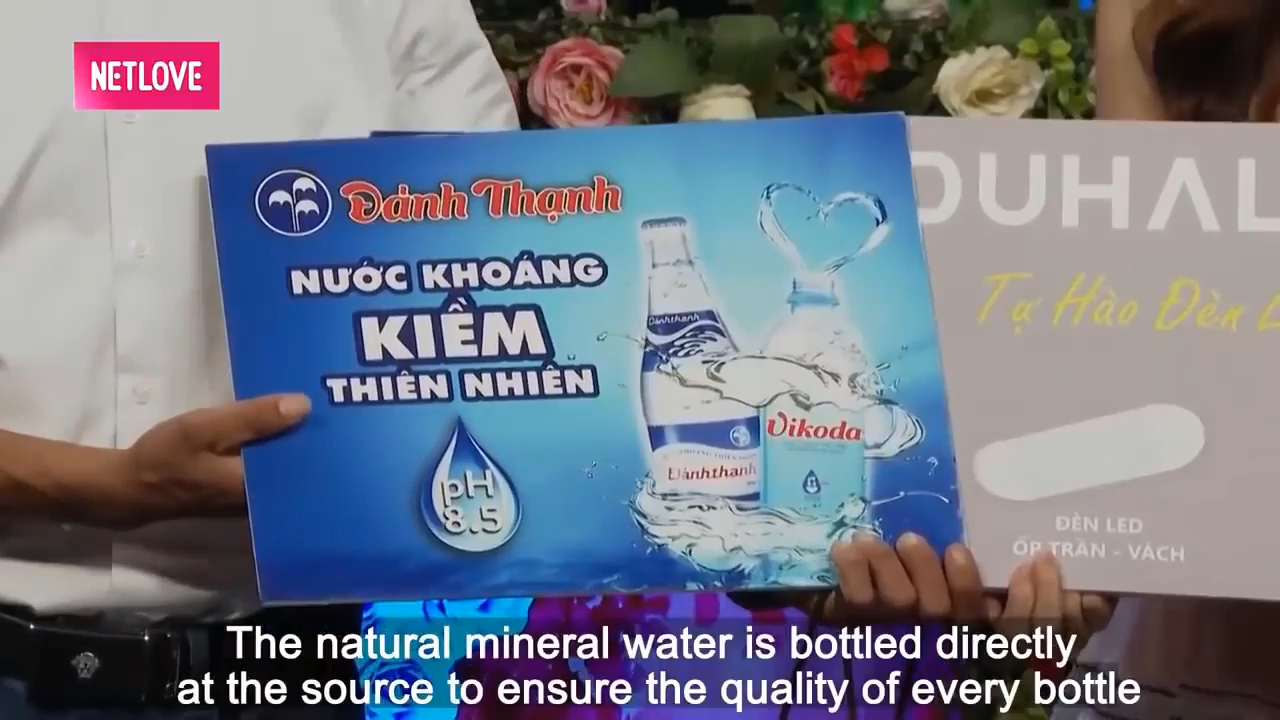 NETLOVE
Đảnh Thạnh
NƯỚC KHOÁNG
KIỀM
THIÊN NHIÊN
pH
8.5
Đảnhthạnh
Vikoda
Đảnhthạnh
DUHAL
Tự Hào Đèn
ĐÈN LED
ỐP TRẦN - VÁCH
The natural mineral water is bottled directly
at the source to ensure the quality of every bottle